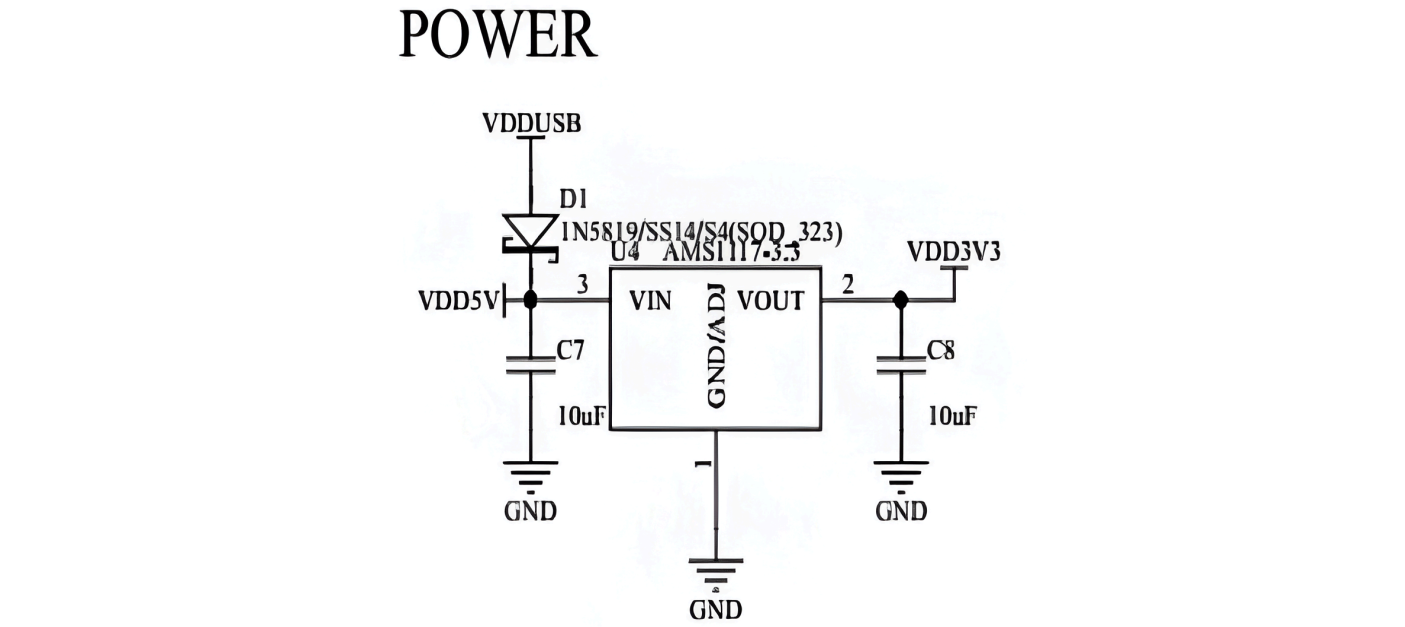 POWER
VDDUSB
D1
1N5819/SS14/S4(SOD_323)
U4 AMS1117-3.3
VDD3V3
VDD5V
3
VIN
GND/ADJ
VOUT
2
C7
C8
10uF
10uF
1
GND
GND
GND